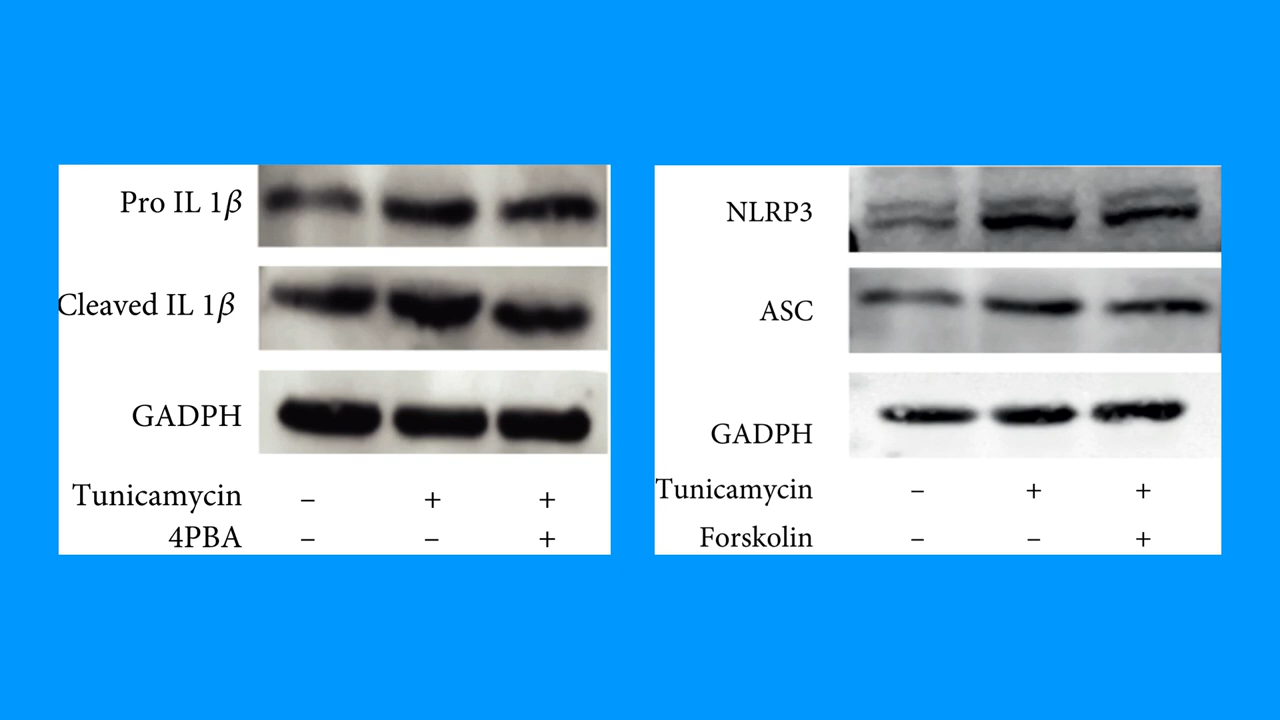 Pro IL 1β
Cleaved IL 1β
GADPH
Tunicamycin – + +
4PBA – – +
NLRP3
ASC
GADPH
Tunicamycin – + +
Forskolin – – +